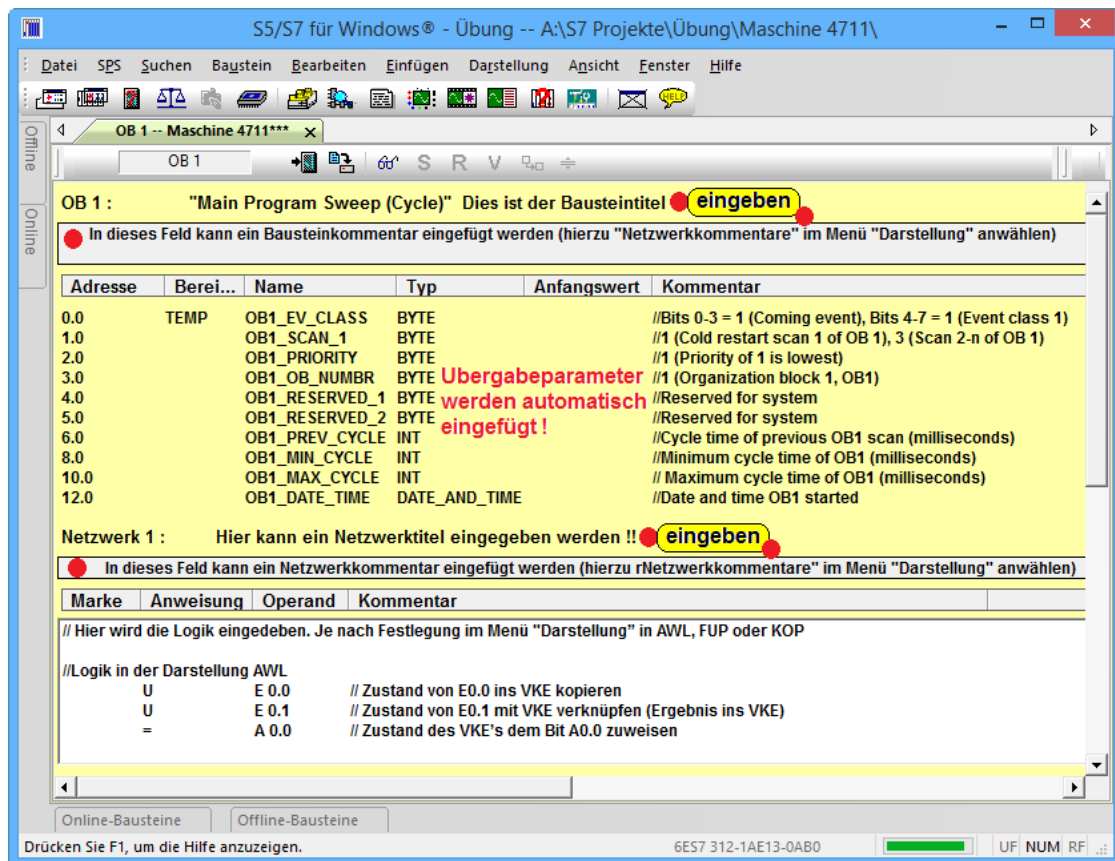 S5/S7 für Windows® - Übung -- A:\S7 Projekte\Übung\Maschine 4711\
Datei SPS Suchen Baustein Bearbeiten Einfügen Darstellung Ansicht Fenster Hilfe
HELP
OB 1 -- Maschine 4711*** x
Offline
Online
OB 1 S R V
OB 1 : "Main Program Sweep (Cycle)" Dies ist der Bausteintitel eingeben
In dieses Feld kann ein Bausteinkommentar eingefügt werden (hierzu "Netzwerkkommentare" im Menü "Darstellung" anwählen)
Adresse Berei... Name Typ Anfangswert Kommentar
0.0 TEMP OB1_EV_CLASS BYTE //Bits 0-3 = 1 (Coming event), Bits 4-7 = 1 (Event class 1)
1.0 OB1_SCAN_1 BYTE //1 (Cold restart scan 1 of OB 1), 3 (Scan 2-n of OB 1)
2.0 OB1_PRIORITY BYTE //1 (Priority of 1 is lowest)
3.0 OB1_OB_NUMBR BYTE //1 (Organization block 1, OB1)
4.0 OB1_RESERVED_1 BYTE //Reserved for system
5.0 OB1_RESERVED_2 BYTE //Reserved for system
6.0 OB1_PREV_CYCLE INT //Cycle time of previous OB1 scan (milliseconds)
8.0 OB1_MIN_CYCLE INT //Minimum cycle time of OB1 (milliseconds)
10.0 OB1_MAX_CYCLE INT // Maximum cycle time of OB1 (milliseconds)
12.0 OB1_DATE_TIME DATE_AND_TIME //Date and time OB1 started
Übergabeparameter
werden automatisch
eingefügt !
Netzwerk 1 : Hier kann ein Netzwerktitel eingegeben werden !! eingeben
In dieses Feld kann ein Netzwerkkommentar eingefügt werden (hierzu rNetzwerkkommentare" im Menü "Darstellung" anwählen)
Marke Anweisung Operand Kommentar
// Hier wird die Logik eingedeben. Je nach Festlegung im Menü "Darstellung" in AWL, FUP oder KOP
//Logik in der Darstellung AWL
U E 0.0 // Zustand von E0.0 ins VKE kopieren
U E 0.1 // Zustand von E0.1 mit VKE verknüpfen (Ergebnis ins VKE)
= A 0.0 // Zustand des VKE's dem Bit A0.0 zuweisen
Online-Bausteine Offline-Bausteine
Drücken Sie F1, um die Hilfe anzuzeigen. 6ES7 312-1AE13-0AB0 UF NUM RF